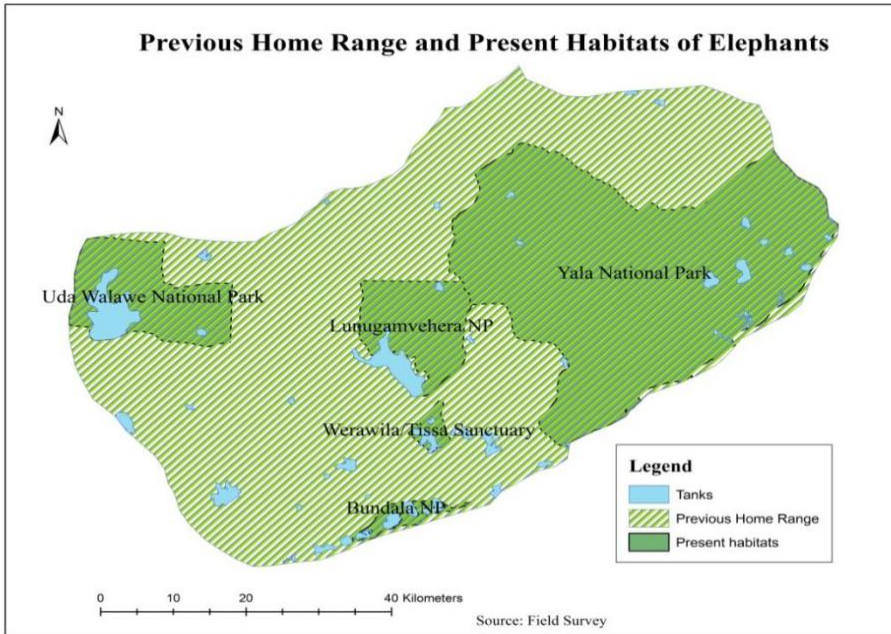 Previous Home Range and Present Habitats of Elephants
N
Yala National Park
Uda Walawe National Park
Lunugamvehera NP
Werawila/Tissa Sanctuary
Bundala NP
Legend
Tanks
Previous Home Range
Present habitats
0 10 20 40 Kilometers
Source: Field Survey